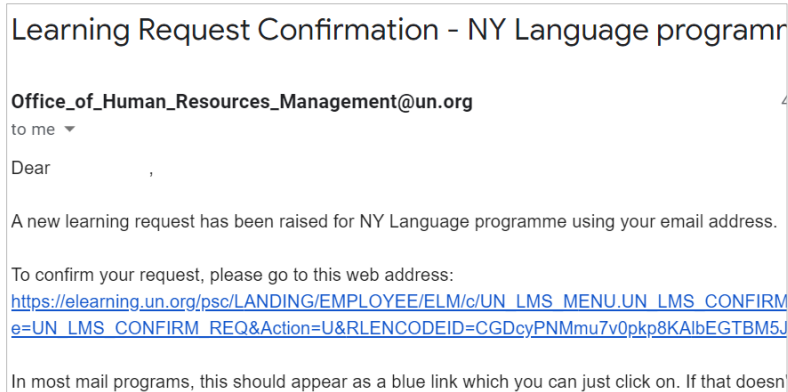 Learning Request Confirmation - NY Language
Office_of_Human_Resources_Management@un.org
to me
Dear ,
A new learning request has been raised for NY Language programme using your email address.
To confirm your request, please go to this web address:
https://elearning.un.org/psc/LANDING/EMPLOYEE/ELM/c/UN_LMS_MENU.UN_LMS_CONFIRM
e=UN_LMS_CONFIRM_REQ&Action=U&RLENCODEID=CGDcyPNMmu7v0pkp8KAlbEGTBM5J
In most mail programs, this should appear as a blue link which you can just click on. If that doesn'